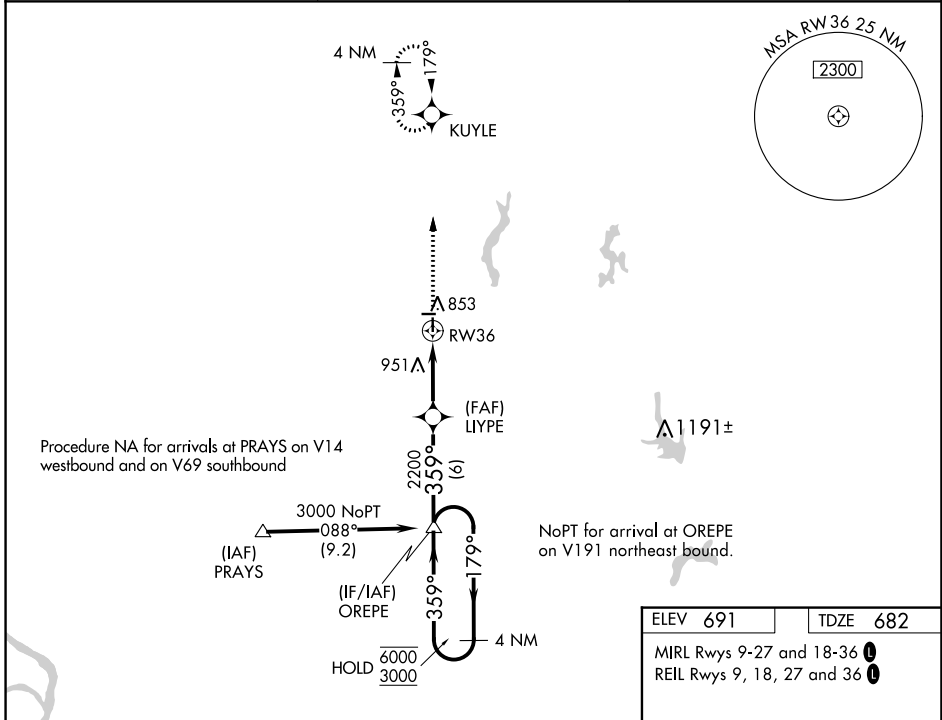 MSA RW36 25 NM
2300
4 NM
179°
359°
KUYLE
853
RW36
951
(FAF)
LIYPE
1191±
Procedure NA for arrivals at PRAYS on V14
westbound and on V69 southbound
2200
359°
(6)
3000 NoPT
088°
(9.2)
(IAF)
PRAYS
NoPT for arrival at OREPE
on V191 northeast bound.
(IF/IAF)
OREPE
359°
179°
4 NM
HOLD 6000
3000
ELEV 691 TDZE 682
MIRL Rwys 9-27 and 18-36 L
REIL Rwys 9, 18, 27 and 36 L